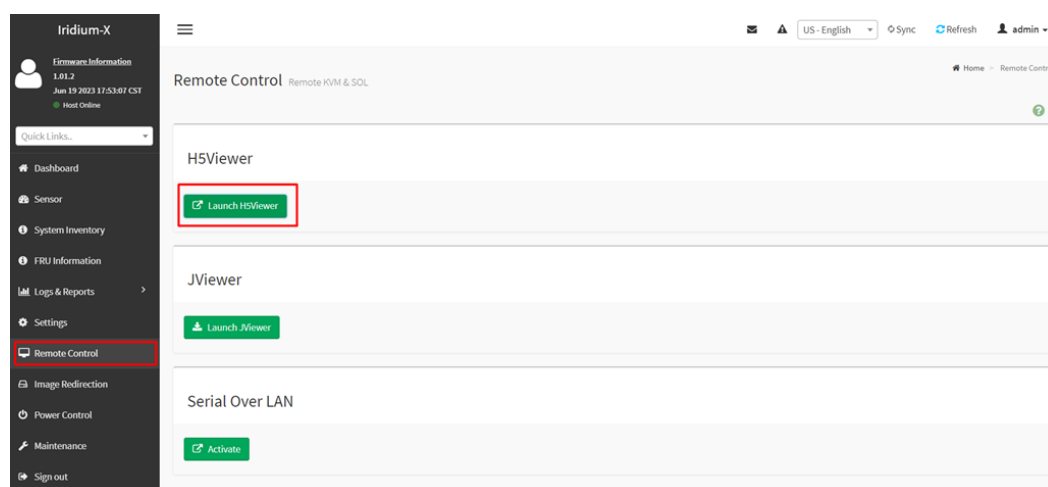 Iridium-X
US - English
Sync
Refresh
admin
Firmware Information
1.01.2
Jun 19 2023 17:53:07 CST
Host Online
Remote Control Remote KVM & SOL
Home > Remote Contr
Quick Links..
Dashboard
Sensor
System Inventory
FRU Information
Logs & Reports
Settings
Remote Control
Image Redirection
Power Control
Maintenance
Sign out
H5Viewer
Launch H5Viewer
JViewer
Launch JViewer
Serial Over LAN
Activate